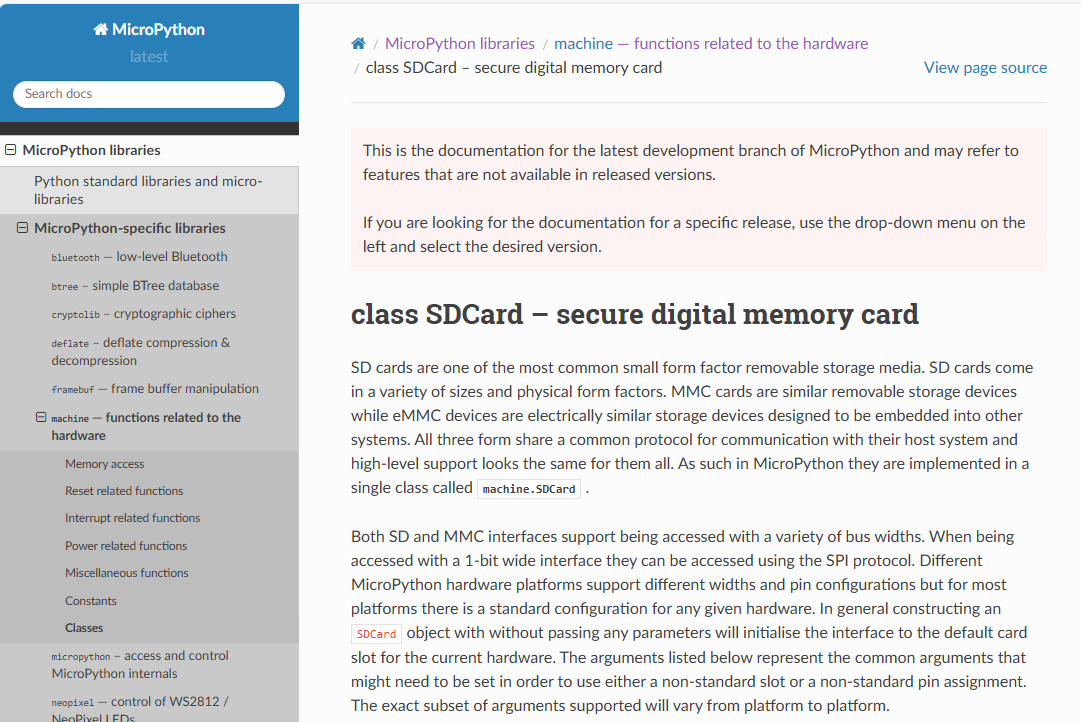 MicroPython
latest
Search docs
MicroPython libraries
Python standard libraries and micro-
libraries
MicroPython-specific libraries
bluetooth — low-level Bluetooth
btree – simple BTree database
cryptolib – cryptographic ciphers
deflate – deflate compression &
decompression
framebuf — frame buffer manipulation
machine — functions related to the
hardware
Memory access
Reset related functions
Interrupt related functions
Power related functions
Miscellaneous functions
Constants
Classes
micropython – access and control
MicroPython internals
neopixel — control of WS2812 /
NeoPixel LEDs
/ MicroPython libraries / machine — functions related to the hardware
/ class SDCard – secure digital memory card
View page source
This is the documentation for the latest development branch of MicroPython and may refer to
features that are not available in released versions.
If you are looking for the documentation for a specific release, use the drop-down menu on the
left and select the desired version.
class SDCard – secure digital memory card
SD cards are one of the most common small form factor removable storage media. SD cards come
in a variety of sizes and physical form factors. MMC cards are similar removable storage devices
while eMMC devices are electrically similar storage devices designed to be embedded into other
systems. All three form share a common protocol for communication with their host system and
high-level support looks the same for them all. As such in MicroPython they are implemented in a
single class called machine.SDCard .
Both SD and MMC interfaces support being accessed with a variety of bus widths. When being
accessed with a 1-bit wide interface they can be accessed using the SPI protocol. Different
MicroPython hardware platforms support different widths and pin configurations but for most
platforms there is a standard configuration for any given hardware. In general constructing an
SDCard object with without passing any parameters will initialise the interface to the default card
slot for the current hardware. The arguments listed below represent the common arguments that
might need to be set in order to use either a non-standard slot or a non-standard pin assignment.
The exact subset of arguments supported will vary from platform to platform.